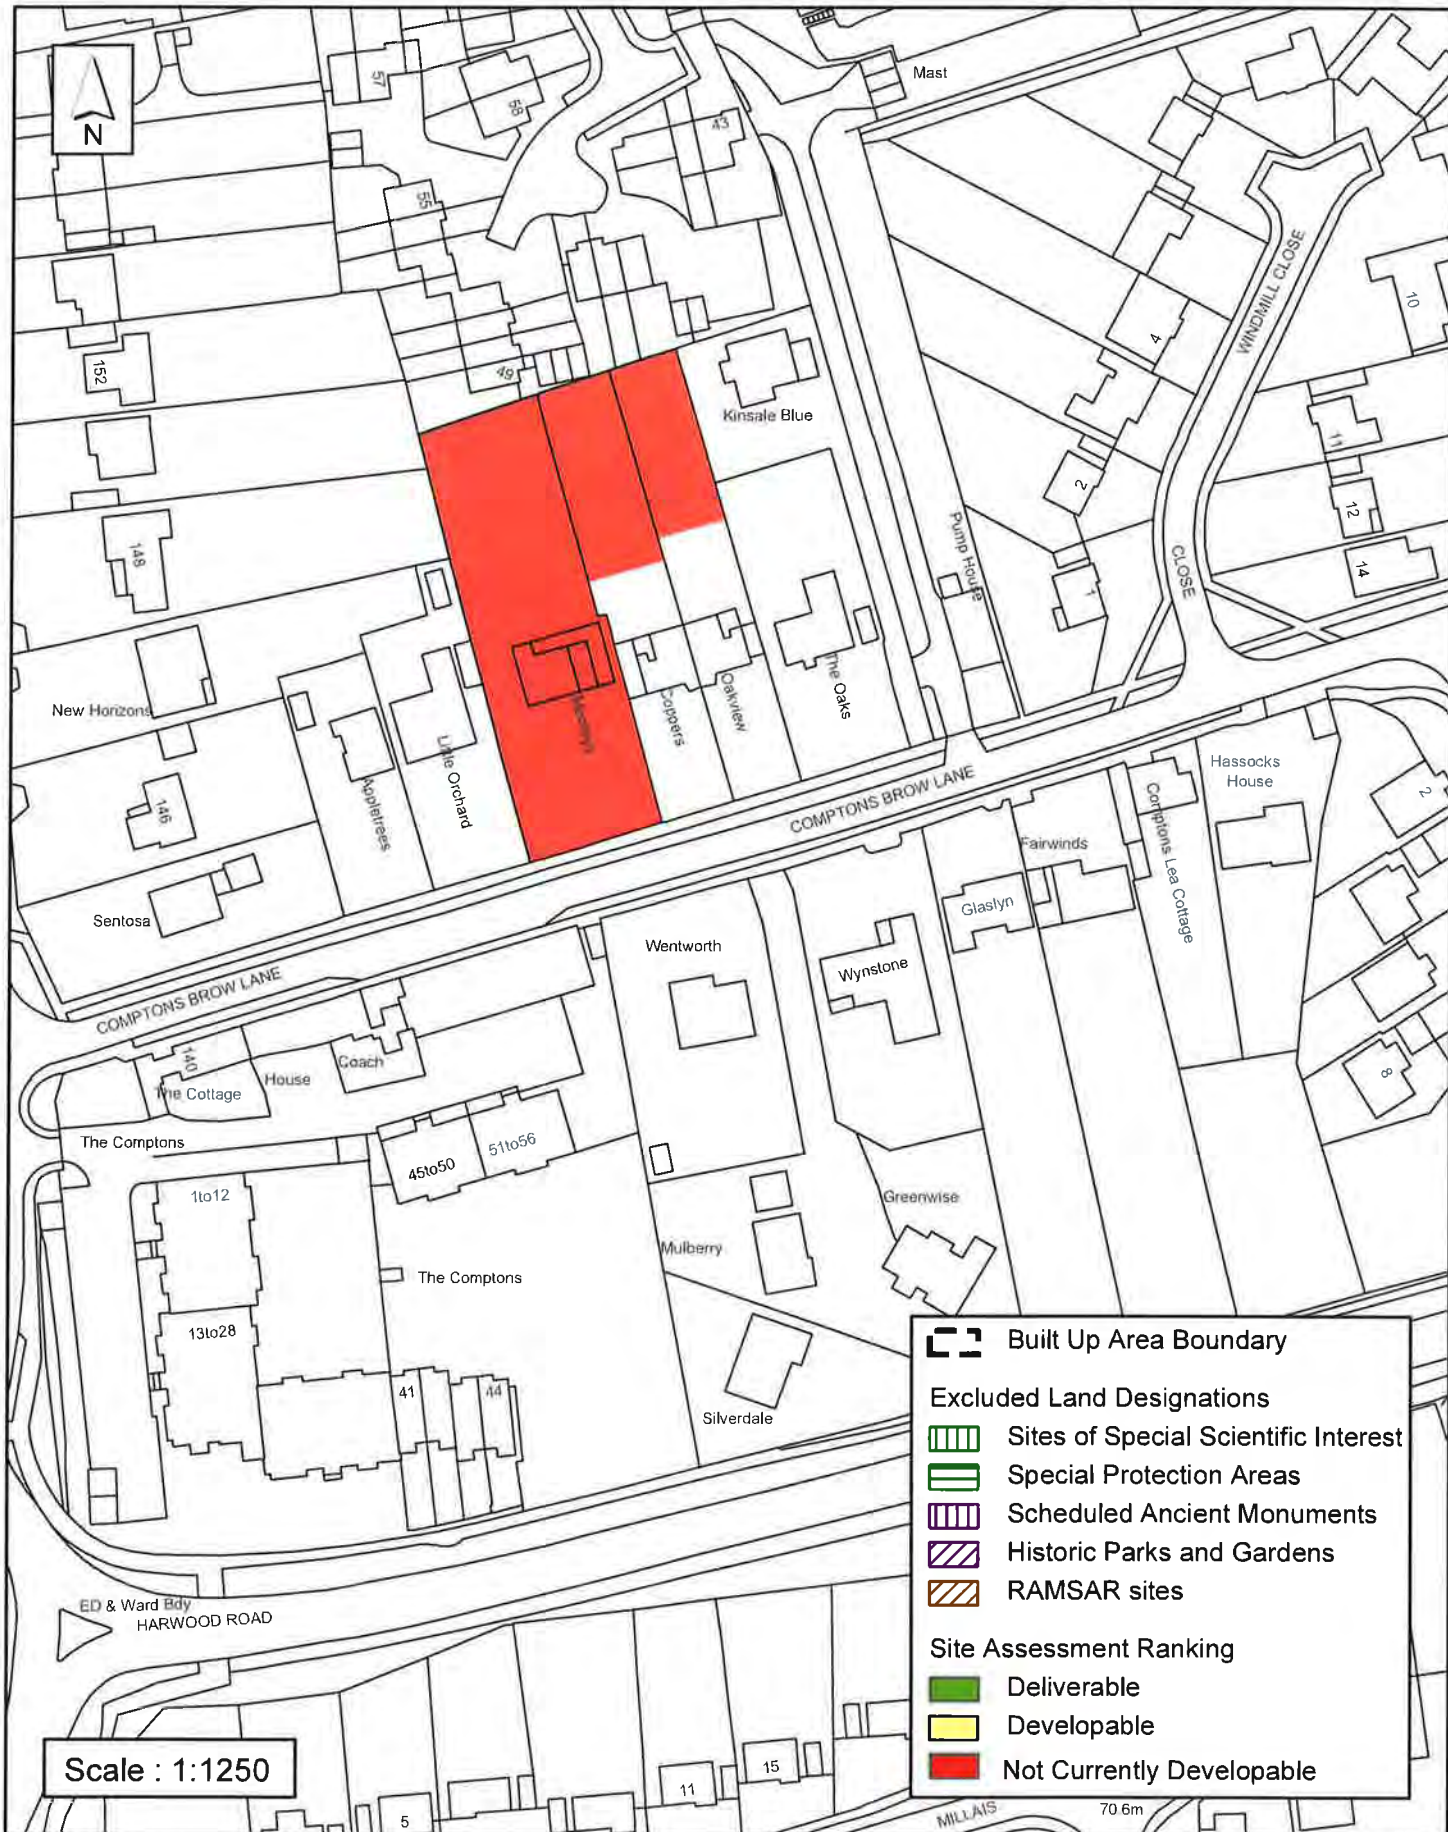 N
57
58
43
Mast
55
WINDMILL CLOSE
10
152
49
4
Kinsale Blue
11
2
12
148
Pump House
CLOSE
14
1
New Horizons
The Oaks
Oakview
Coppers
Little Orchard
Appletrees
146
Sentosa
COMPTONS BROW LANE
Hassocks
House
2
Comptons Lea Cottage
Fairwinds
Glaslyn
Wentworth
Wynstone
COMPTONS BROW LANE
140
The Cottage
House
Coach
8
The Comptons
45to50
51to56
1to12
Greenwise
Mulberry
The Comptons
13to28
41
44
Silverdale
Built Up Area Boundary
Excluded Land Designations
Sites of Special Scientific Interest
Special Protection Areas
Scheduled Ancient Monuments
Historic Parks and Gardens
RAMSAR sites
Site Assessment Ranking
Deliverable
Developable
Not Currently Developable
ED & Ward Bdy
HARWOOD ROAD
Scale : 1:1250
5
11
15
MILLAIS
70.6m